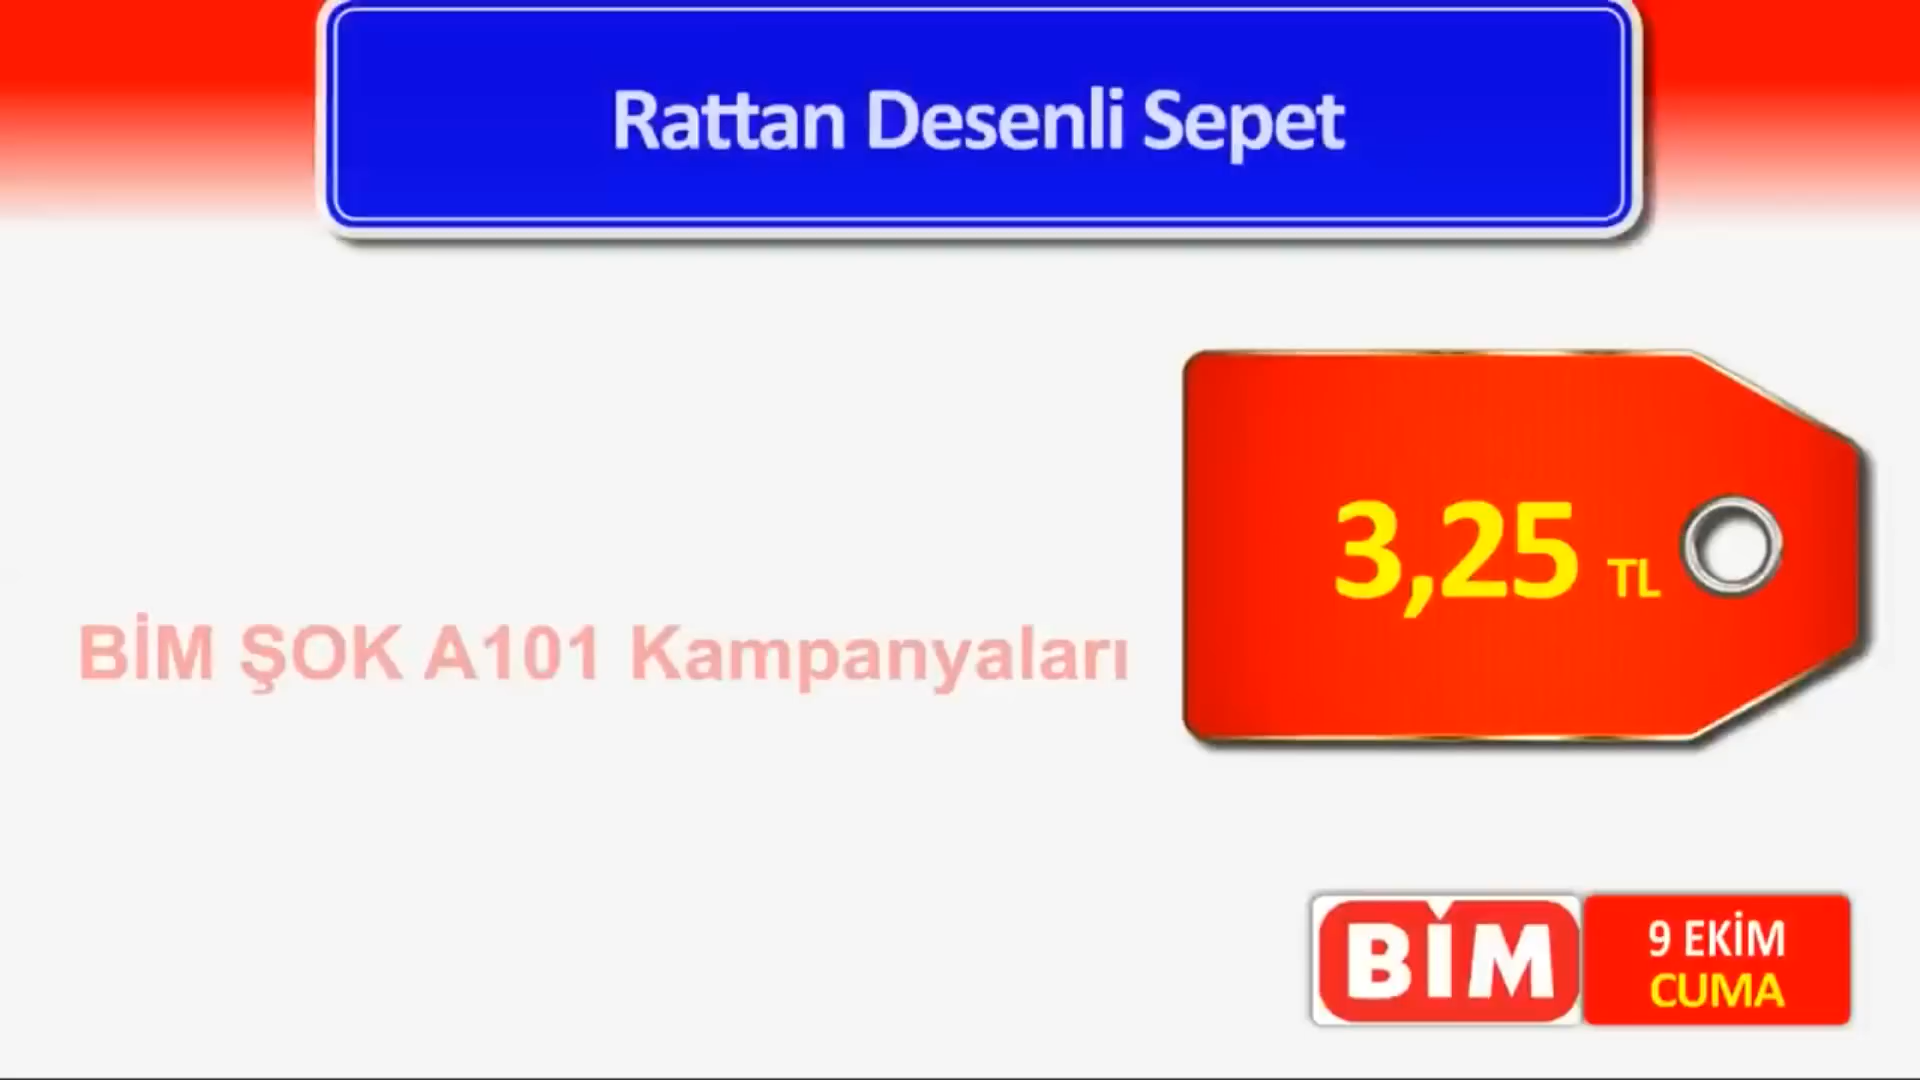 Rattan Desenli Sepet
3,25 TL
BİM ŞOK A101 Kampanyaları
BİM
9 EKİM
CUMA